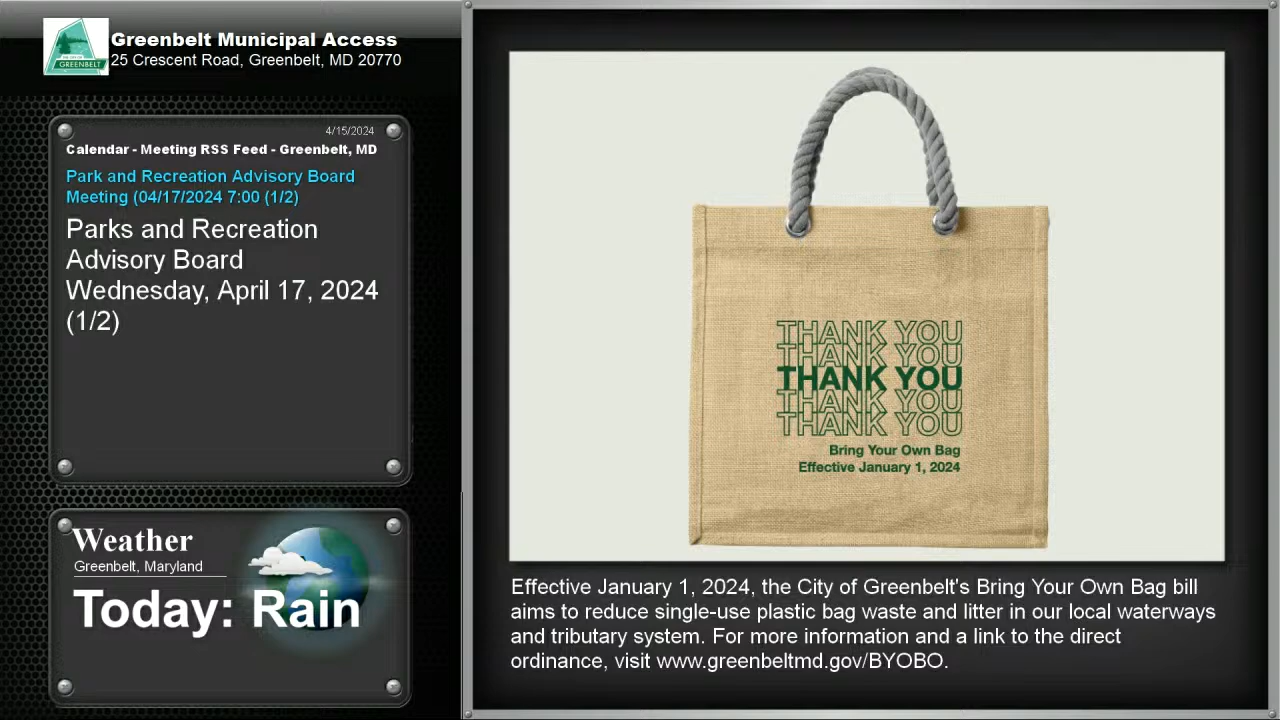 Greenbelt Municipal Access
25 Crescent Road, Greenbelt, MD 20770
GREENBELT
4/15/2024
Calendar - Meeting RSS Feed - Greenbelt, MD
Park and Recreation Advisory Board
Meeting (04/17/2024 7:00 (1/2)
Parks and Recreation
Advisory Board
Wednesday, April 17, 2024
(1/2)
Weather
Greenbelt, Maryland
Today: Rain
THANK YOU
THANK YOU
THANK YOU
THANK YOU
THANK YOU
Bring Your Own Bag
Effective January 1, 2024
Effective January 1, 2024, the City of Greenbelt's Bring Your Own Bag bill
aims to reduce single-use plastic bag waste and litter in our local waterways
and tributary system. For more information and a link to the direct
ordinance, visit www.greenbeltmd.gov/BYOBO.